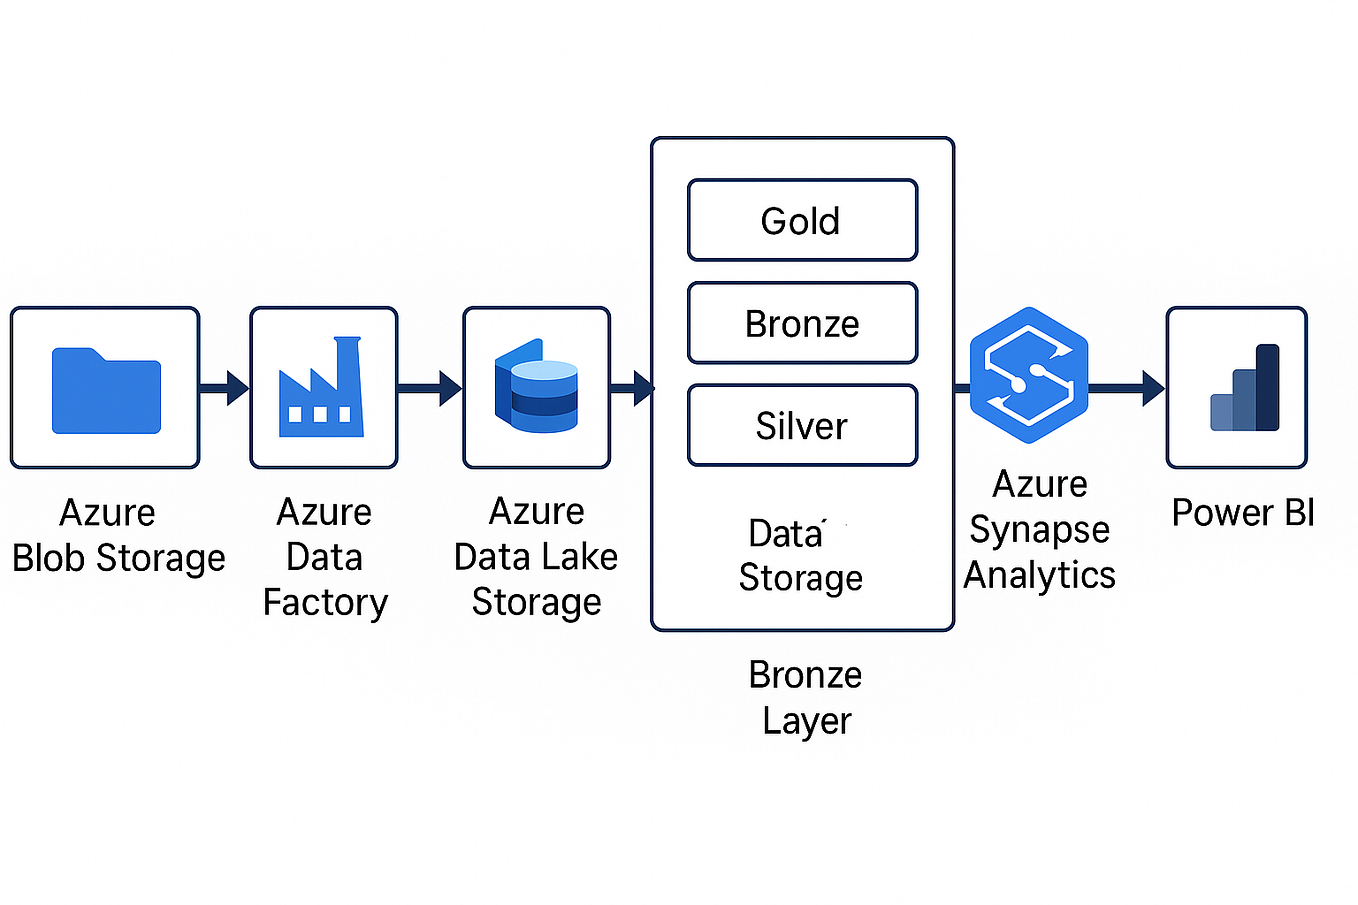 Azure
Blob Storage
Azure
Data
Factory
Azure
Data Lake
Storage
Gold
Bronze
Silver
Data
Storage
Bronze
Layer
Azure
Synapse
Analytics
Power BI